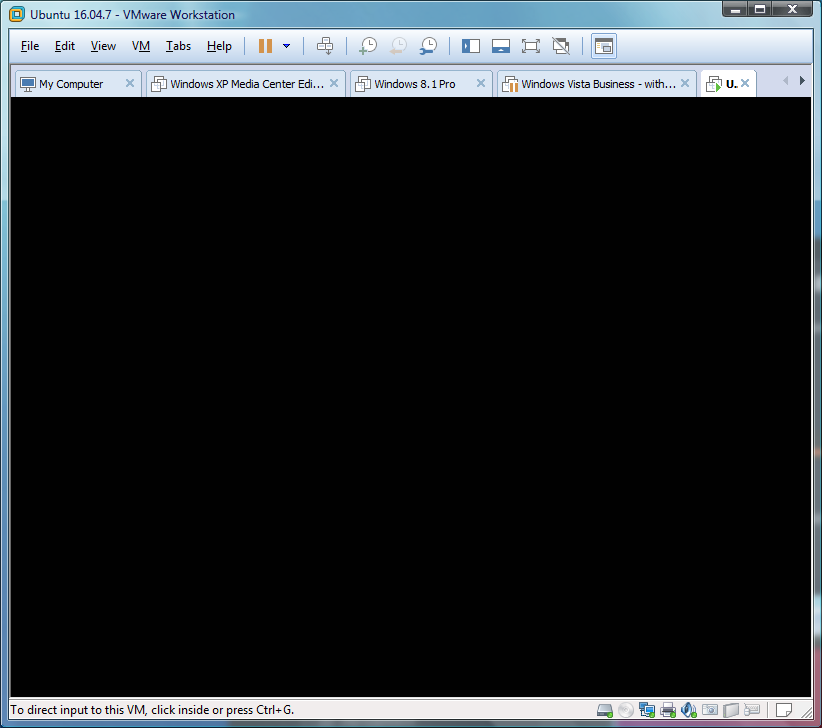 Ubuntu 16.04.7 - VMware Workstation
File Edit View VM Tabs Help
My Computer Windows XP Media Center Edi... Windows 8.1 Pro Windows Vista Business - with... U..
To direct input to this VM, click inside or press Ctrl+G.